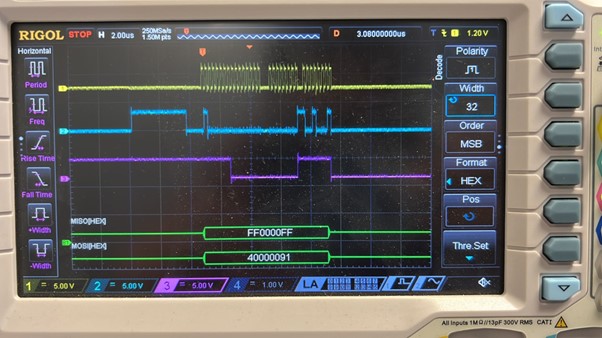 RIGOL STOP H 2.00us 250MSa/s 1.50M pts D 3.08000000us T 1 1.20 V
Horizontal
Period
Freq
Rise Time
Fall Time
+Width
-Width
MISO[HEX]
FF0000FF
MOSI[HEX]
40000091
Decode
Polarity
Width
32
Order
MSB
Format
HEX
Pos
Thre.Set
1 = 5.00 V 2 = 5.00 V 3 = 5.00 V 4 = 1.00 V LA
All Inputs 1MΩ//13pF 300V RMS CAT I